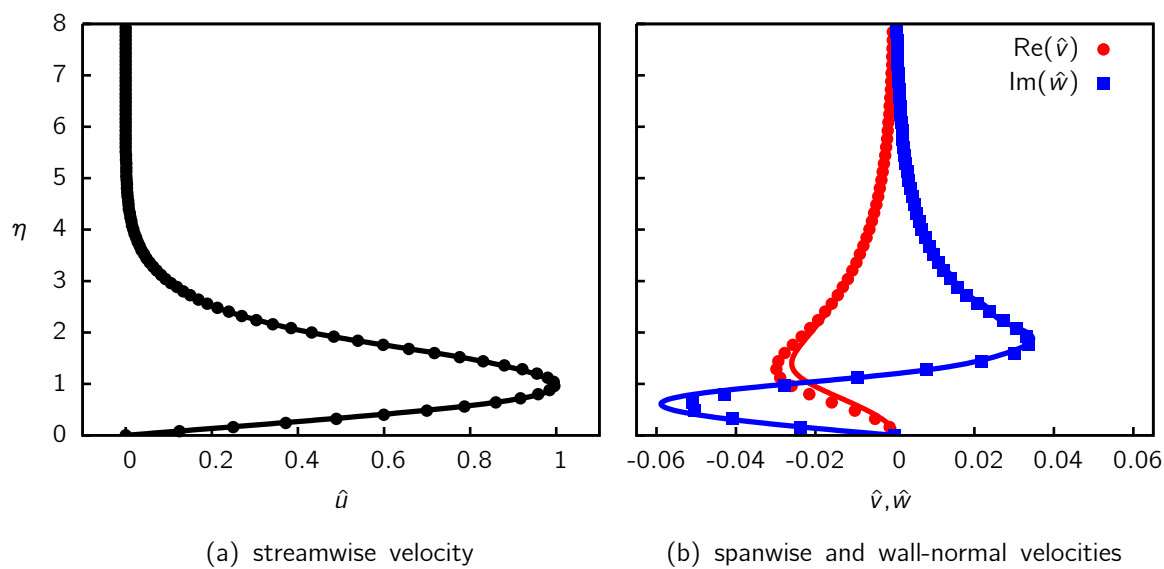 8
7
6
5
4
3
2
1
0
η
0 0.2 0.4 0.6 0.8 1
û
(a) streamwise velocity
Re(v̂)
Im(ŵ)
-0.06 -0.04 -0.02 0 0.02 0.04 0.06
v̂,ŵ
(b) spanwise and wall-normal velocities